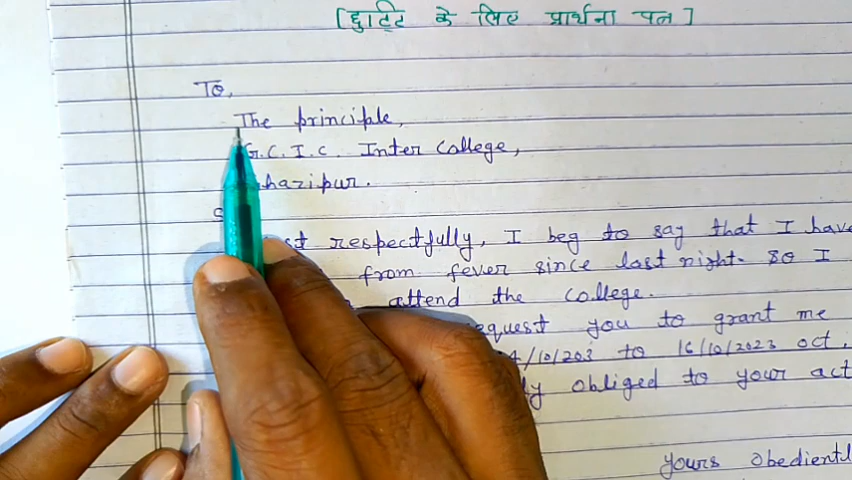 [छुट्टि के लिए प्रार्थना पत्र]
To,
The principle,
G.C.I.C. Inter College,
hazipur.
S
respectfully, I beg to say that I have
from fever since last night. so I
attend the college.
request you to grant me
/10/203 to 16/10/2023 oct,
obliged to your act
yours obedientl